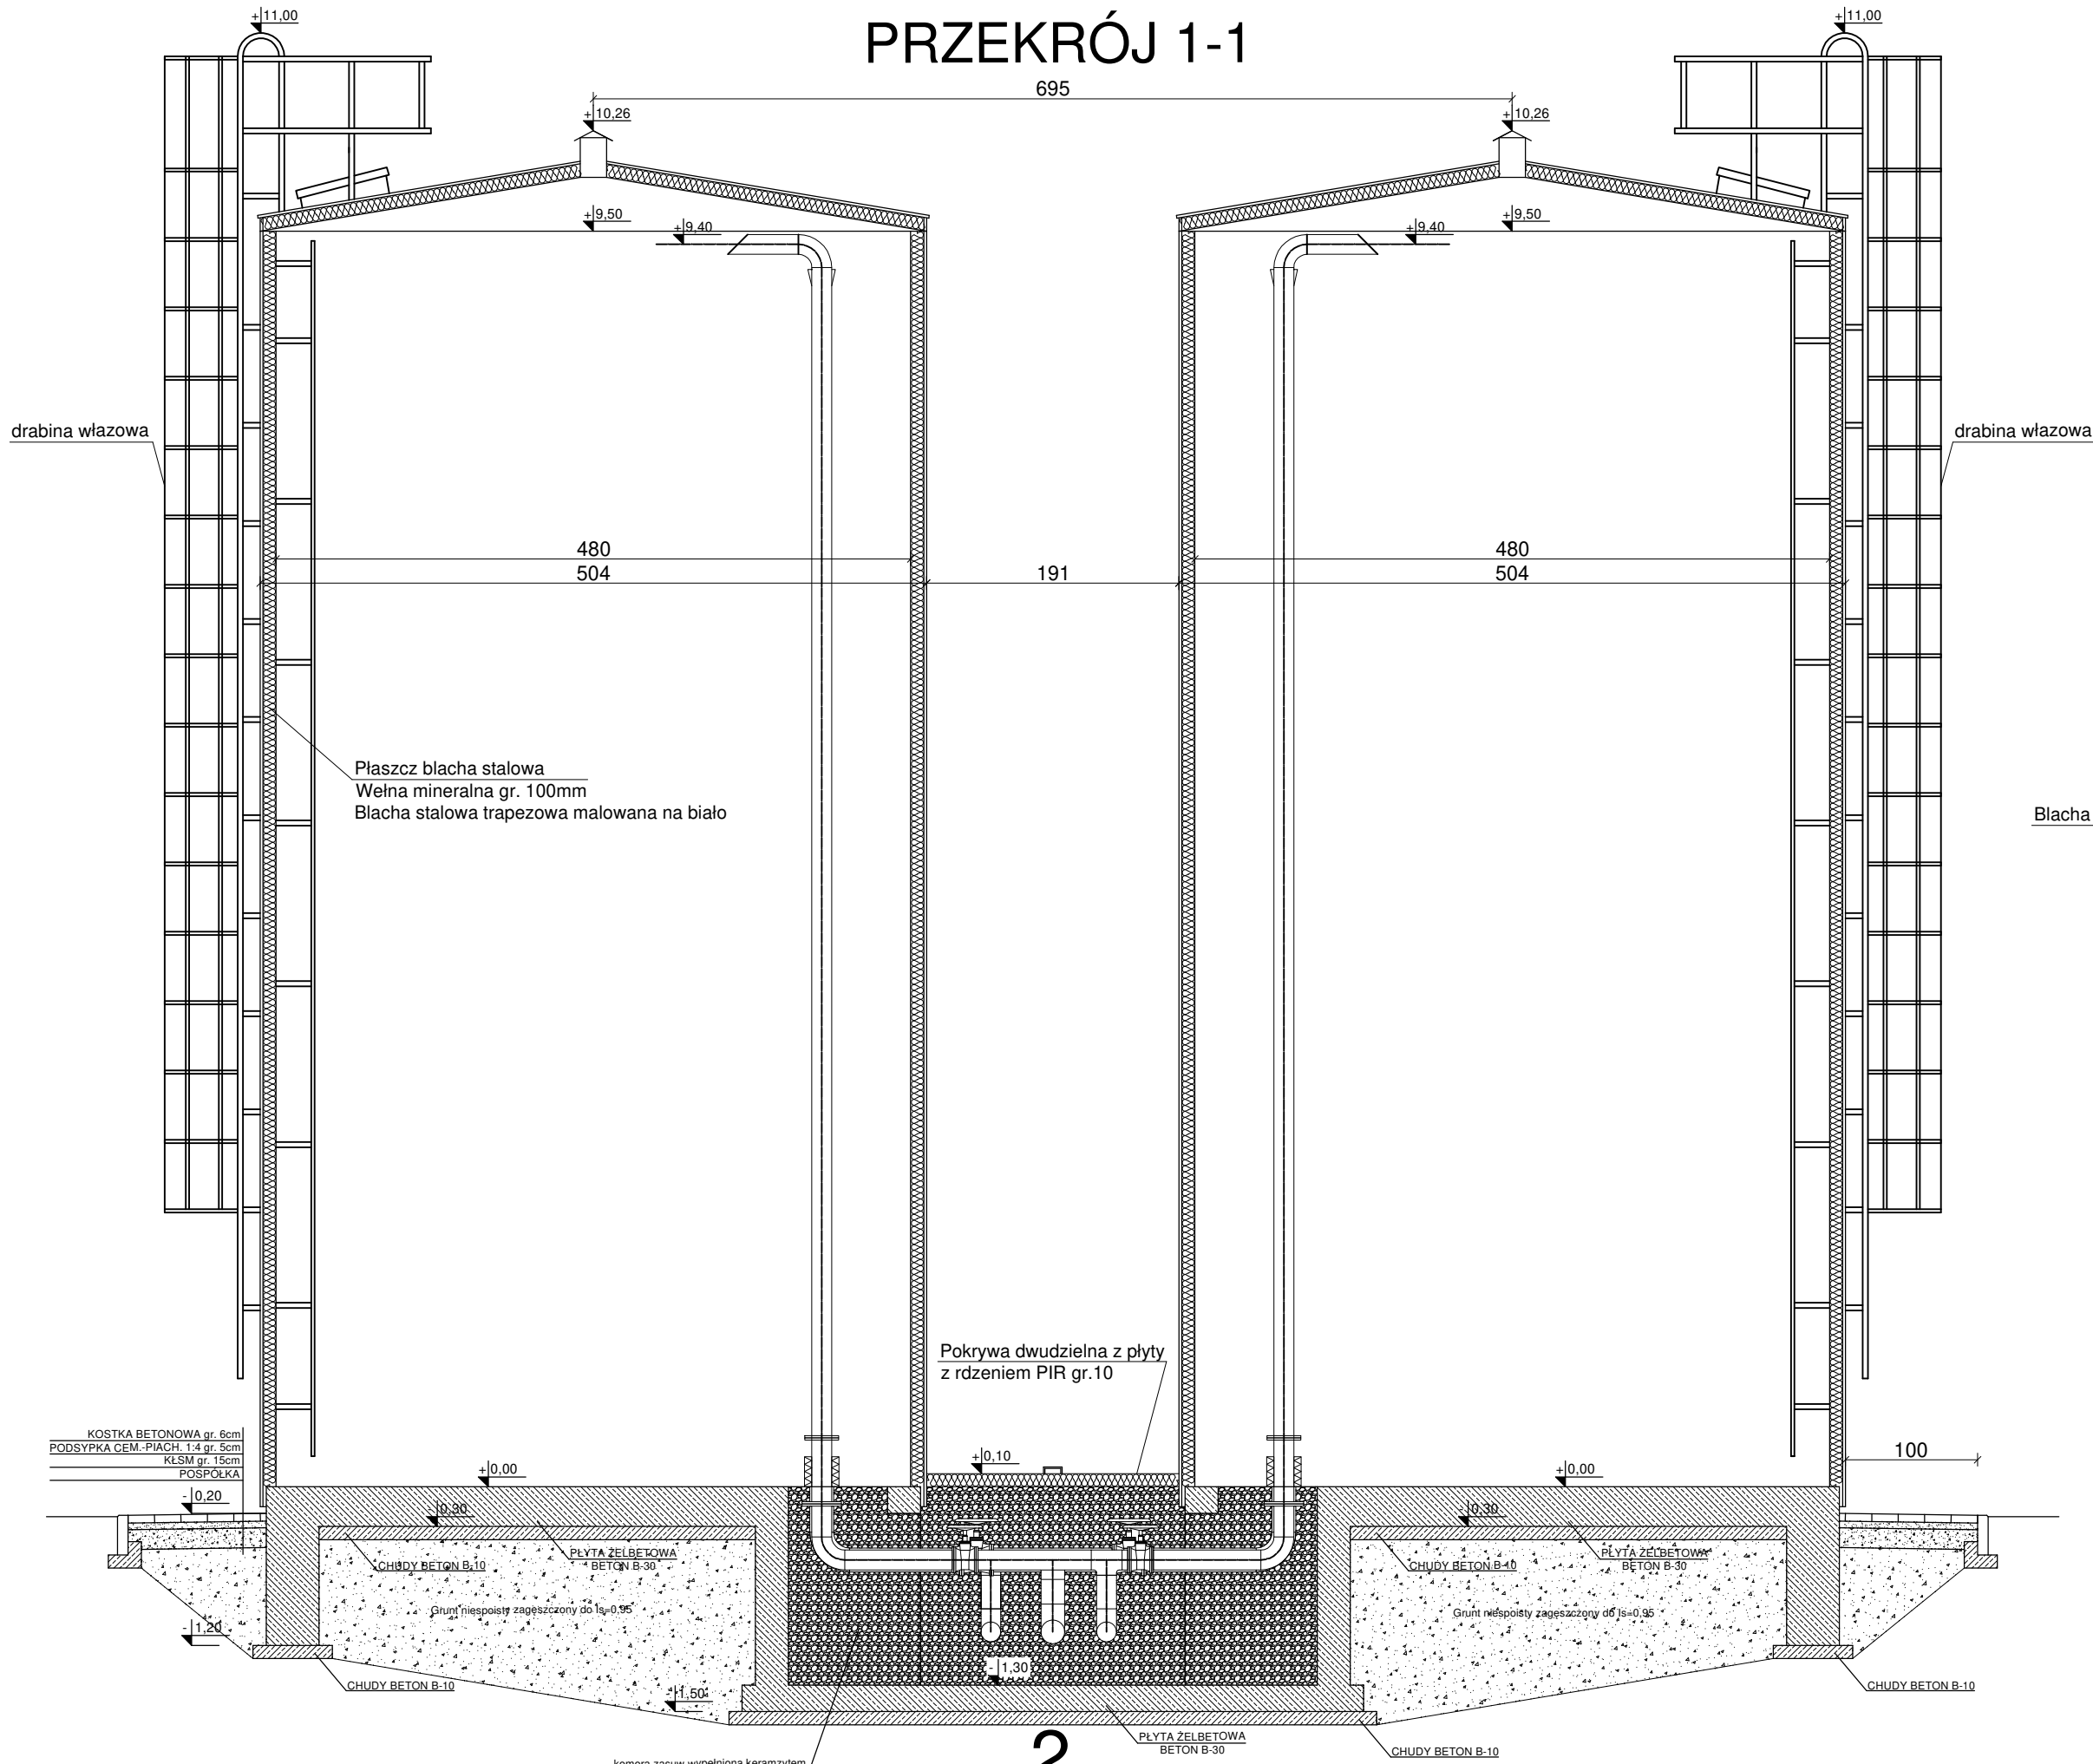 PRZEKRÓJ 1-1
+11,00
+11,00
695
+10,26
+10,26
+9,50
+9,40
+9,50
+9,40
drabina włazowa
drabina włazowa
480
480
504
191
504
Płaszcz blacha stalowa
Wełna mineralna gr. 100mm
Blacha stalowa trapezowa malowana na biało
Blacha
Pokrywa dwudzielna z płyty
z rdzeniem PIR gr.10
KOSTKA BETONOWA gr. 6cm
PODSYPKA CEM.-PIACH. 1:4 gr. 5cm
KŁSM gr. 15cm
POSPÓŁKA
+0,10
100
+0,00
+0,00
-0,20
-0,30
-0,30
CHUDY BETON B-10
PŁYTA ŻELBETOWA
BETON B-30
CHUDY BETON B-10
PŁYTA ŻELBETOWA
BETON B-30
Grunt niespoisty zagęszczony do Is=0,95
Grunt niespoisty zagęszczony do Is=0,95
-1,20
-1,30
CHUDY BETON B-10
-1,50
CHUDY BETON B-10
PŁYTA ŻELBETOWA
BETON B-30
CHUDY BETON B-10
2
komora zasuw wypełniona keramzytem